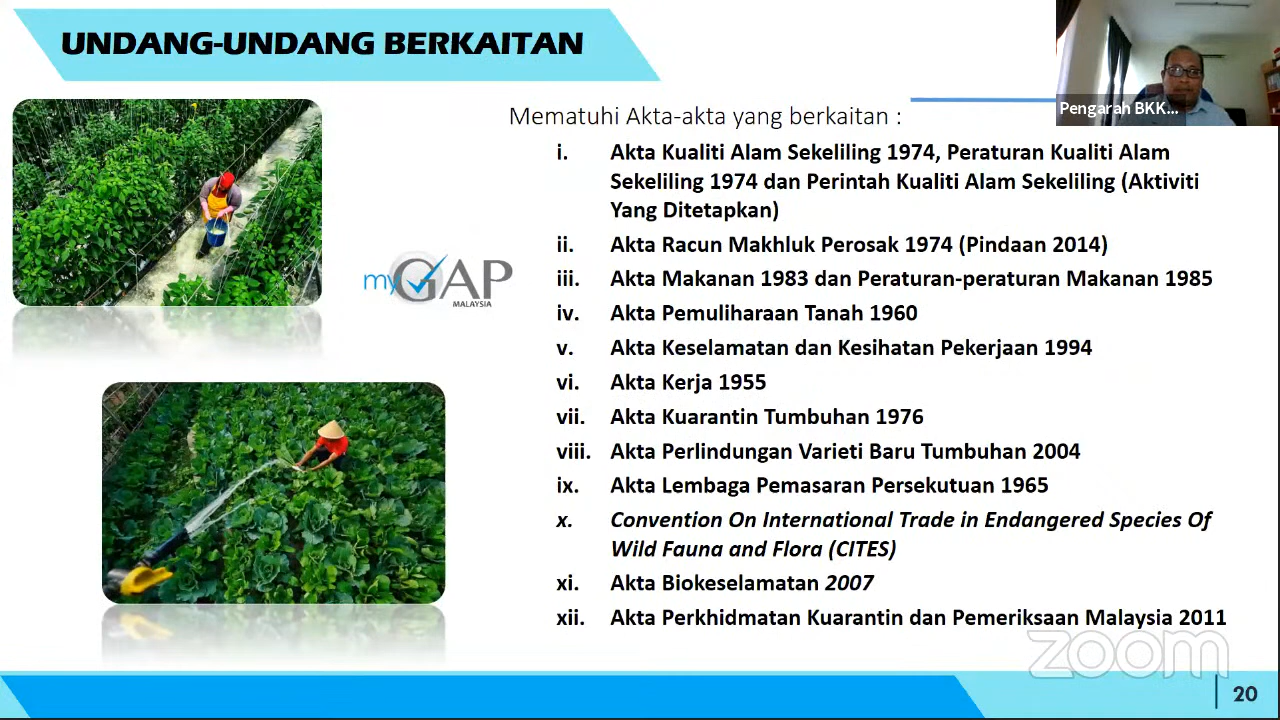 UNDANG-UNDANG BERKAITAN
Pengarah BKK...
Mematuhi Akta-akta yang berkaitan :
i. Akta Kualiti Alam Sekeliling 1974, Peraturan Kualiti Alam
Sekeliling 1974 dan Perintah Kualiti Alam Sekeliling (Aktiviti
Yang Ditetapkan)
ii. Akta Racun Makhluk Perosak 1974 (Pindaan 2014)
iii. Akta Makanan 1983 dan Peraturan-peraturan Makanan 1985
iv. Akta Pemuliharaan Tanah 1960
v. Akta Keselamatan dan Kesihatan Pekerjaan 1994
vi. Akta Kerja 1955
vii. Akta Kuarantin Tumbuhan 1976
viii. Akta Perlindungan Varieti Baru Tumbuhan 2004
ix. Akta Lembaga Pemasaran Persekutuan 1965
x. Convention On International Trade in Endangered Species Of
Wild Fauna and Flora (CITES)
xi. Akta Biokeselamatan 2007
xii. Akta Perkhidmatan Kuarantin dan Pemeriksaan Malaysia 2011
myGAP
MALAYSIA
zoom
20